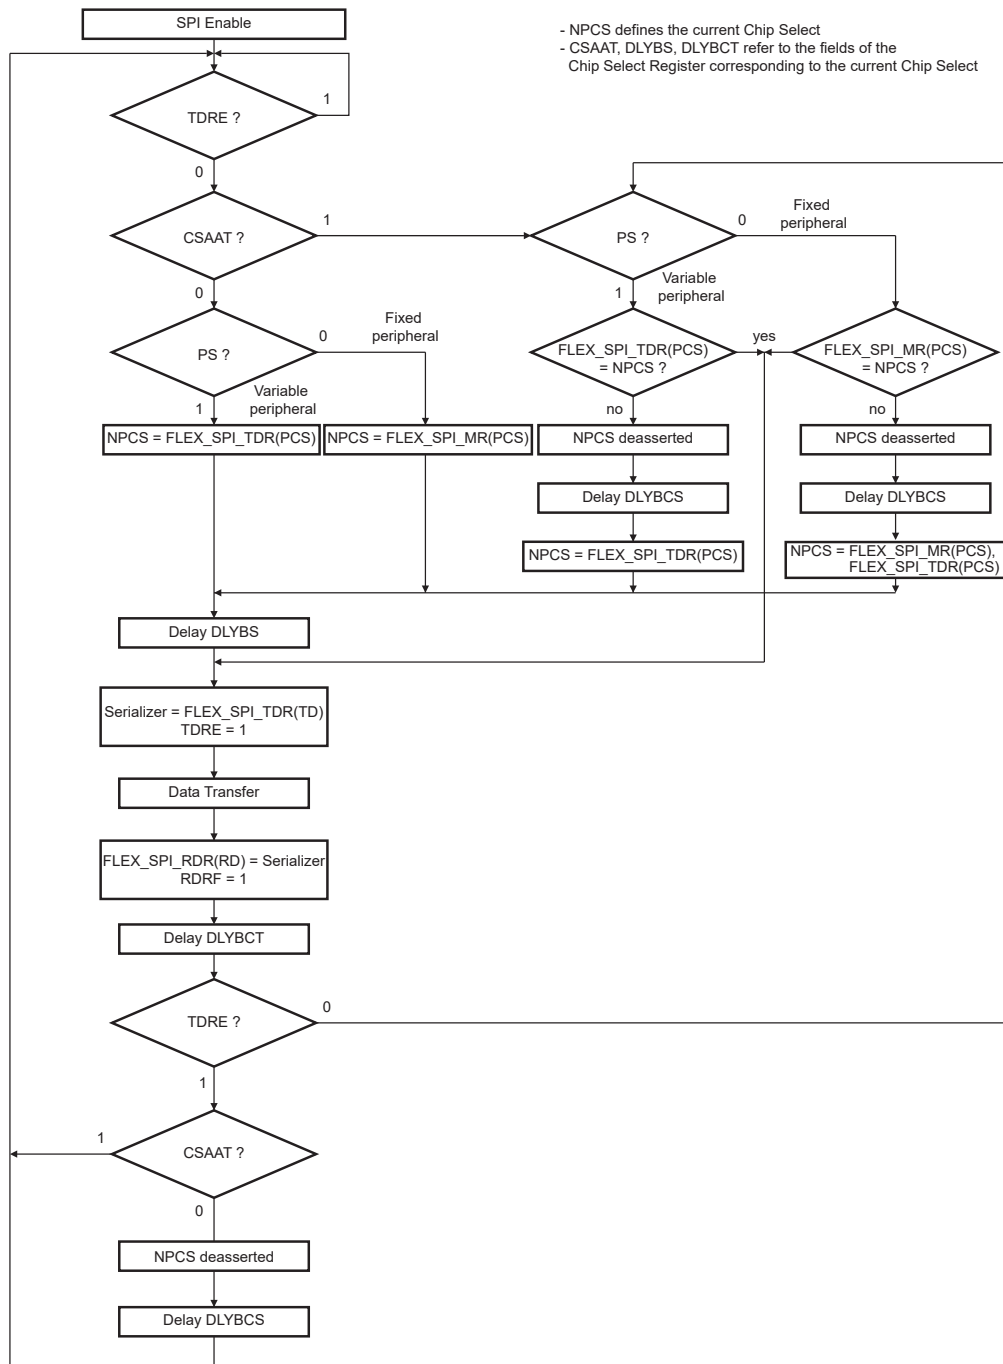 SPI Enable
- NPCS defines the current Chip Select
- CSAAT, DLYBS, DLYBCT refer to the fields of the
Chip Select Register corresponding to the current Chip Select
1
TDRE ?
0
CSAAT ?
1
PS ?
0
Fixed
peripheral
0
1
Variable
peripheral
PS ?
0
Fixed
peripheral
1
Variable
peripheral
FLEX_SPI_TDR(PCS)
= NPCS ?
yes
FLEX_SPI_MR(PCS)
= NPCS ?
no
no
NPCS = FLEX_SPI_TDR(PCS)
NPCS = FLEX_SPI_MR(PCS)
NPCS deasserted
NPCS deasserted
Delay DLYBCS
Delay DLYBCS
NPCS = FLEX_SPI_TDR(PCS)
NPCS = FLEX_SPI_MR(PCS),
FLEX_SPI_TDR(PCS)
Delay DLYBS
Serializer = FLEX_SPI_TDR(TD)
TDRE = 1
Data Transfer
FLEX_SPI_RDR(RD) = Serializer
RDRF = 1
Delay DLYBCT
TDRE ?
0
1
1
CSAAT ?
0
NPCS deasserted
Delay DLYBCS